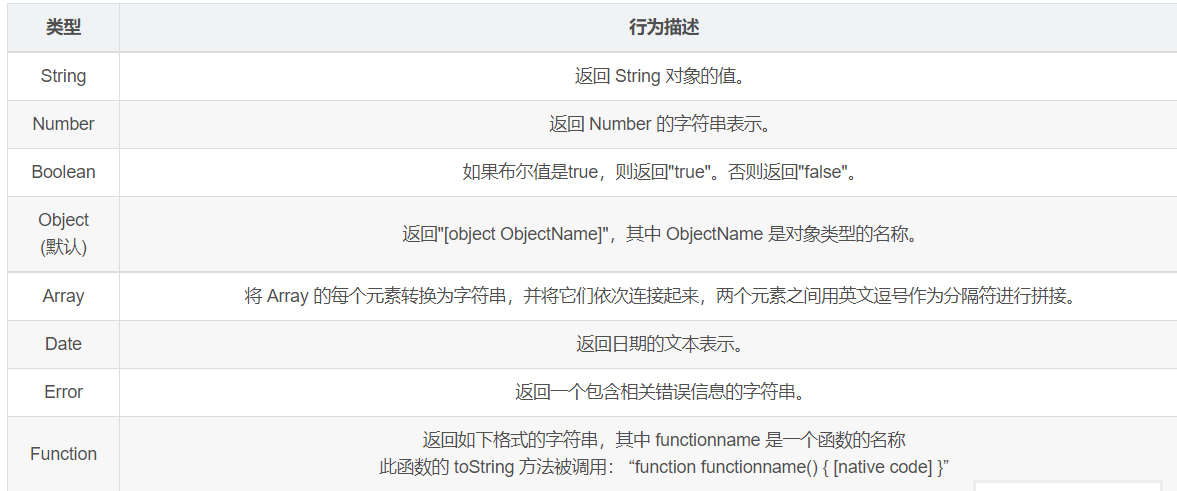 类型 行为描述
String 返回 String 对象的值。
Number 返回 Number 的字符串表示。
Boolean 如果布尔值是true，则返回"true"。否则返回"false"。
Object
(默认) 返回"[object ObjectName]"，其中 ObjectName 是对象类型的名称。
Array 将 Array 的每个元素转换为字符串，并将它们依次连接起来，两个元素之间用英文逗号作为分隔符进行拼接。
Date 返回日期的文本表示。
Error 返回一个包含相关错误信息的字符串。
Function 返回如下格式的字符串，其中 functionname 是一个函数的名称
此函数的 toString 方法被调用： “function functionname() { [native code] }”